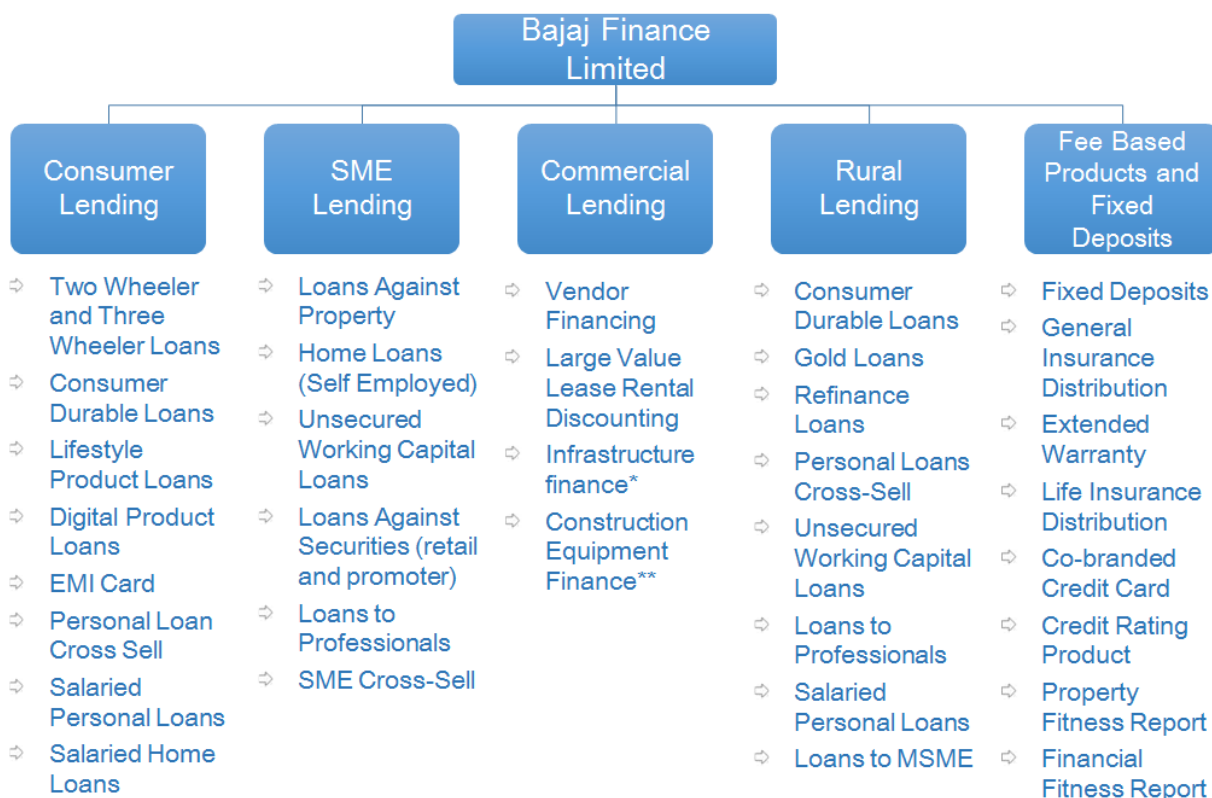 Bajaj Finance
Limited
Consumer
Lending
Two Wheeler
and Three
Wheeler Loans
Consumer
Durable Loans
Lifestyle
Product Loans
Digital Product
Loans
EMI Card
Personal Loan
Cross Sell
Salaried
Personal Loans
Salaried Home
Loans
SME
Lending
Loans Against
Property
Home Loans
(Self Employed)
Unsecured
Working Capital
Loans
Loans Against
Securities (retail
and promoter)
Loans to
Professionals
SME Cross-Sell
Commercial
Lending
Vendor
Financing
Large Value
Lease Rental
Discounting
Infrastructure
finance*
Construction
Equipment
Finance**
Rural
Lending
Consumer
Durable Loans
Gold Loans
Refinance
Loans
Personal Loans
Cross-Sell
Unsecured
Working Capital
Loans
Loans to
Professionals
Salaried
Personal Loans
Loans to MSME
Fee Based
Products and
Fixed
Deposits
Fixed Deposits
General
Insurance
Distribution
Extended
Warranty
Life Insurance
Distribution
Co-branded
Credit Card
Credit Rating
Product
Property
Fitness Report
Financial
Fitness Report